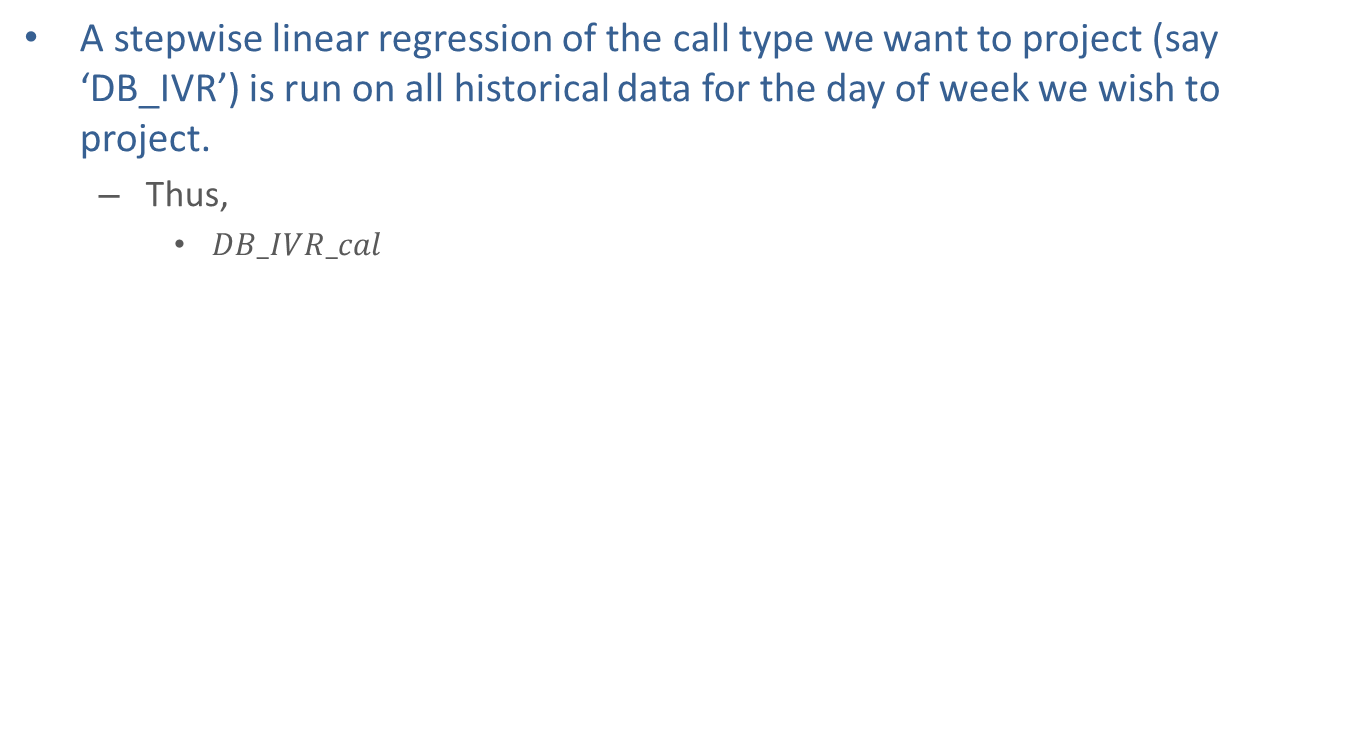 • A stepwise linear regression of the call type we want to project (say
‘DB_IVR’) is run on all historical data for the day of week we wish to
project.
– Thus,
• DB_IVR_cal